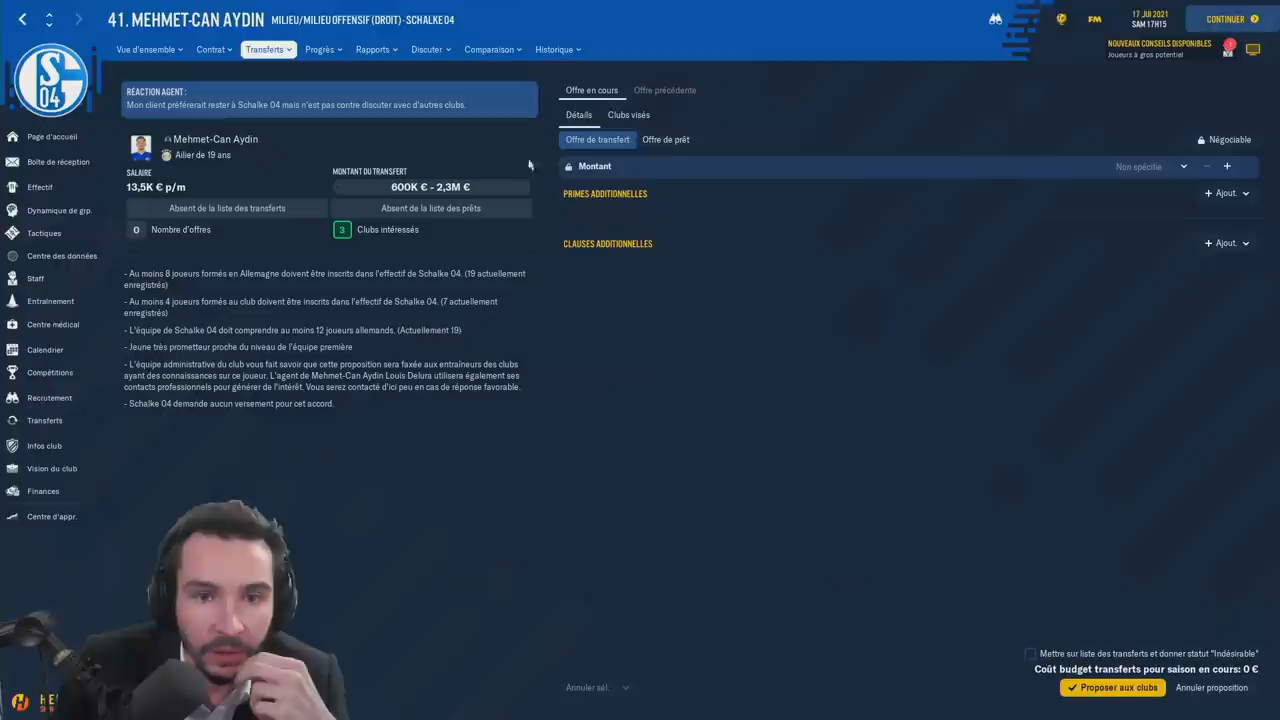 41. MEHMET-CAN AYDIN MILIEU/MILIEU OFFENSIF (DROIT) - SCHALKE 04
FM
17 JUI 2021
SAM 17H15
CONTINUER
Vue d'ensemble
Contrat
Transferts
Progrès
Rapports
Discuter
Comparaison
Historique
NOUVEAUX CONSEILS DISPONIBLES
Joueurs à gros potentiel
1
S
04
Page d'accueil
Boîte de réception
Effectif
Dynamique de grp.
Tactiques
Centre des données
Staff
Entraînement
Centre médical
Calendrier
Compétitions
Recrutement
Transferts
Infos club
Vision du club
Finances
Centre d'appr.
RÉACTION AGENT :
Mon client préférerait rester à Schalke 04 mais n'est pas contre discuter avec d'autres clubs.
Mehmet-Can Aydin
Ailier de 19 ans
SALAIRE
13,5K € p/m
MONTANT DU TRANSFERT
600K € - 2,3M €
Absent de la liste des transferts
Absent de la liste des prêts
0 Nombre d'offres
3 Clubs intéressés
- Au moins 8 joueurs formés en Allemagne doivent être inscrits dans l'effectif de Schalke 04. (19 actuellement
enregistrés)
- Au moins 4 joueurs formés au club doivent être inscrits dans l'effectif de Schalke 04. (7 actuellement
enregistrés)
- L'équipe de Schalke 04 doit comprendre au moins 12 joueurs allemands. (Actuellement 19)
- Jeune très prometteur proche du niveau de l'équipe première
- L'équipe administrative du club vous fait savoir que cette proposition sera faxée aux entraîneurs des clubs
ayant des connaissances sur ce joueur. L'agent de Mehmet-Can Aydin Louis Delura utilisera également ses
contacts professionnels pour générer de l'intérêt. Vous serez contacté d'ici peu en cas de réponse favorable.
- Schalke 04 demande aucun versement pour cet accord.
Offre en cours
Offre précédente
Détails
Clubs visés
Offre de transfert
Offre de prêt
Négociable
Montant
Non spécifié
PRIMES ADDITIONNELLES
+ Ajout.
CLAUSES ADDITIONNELLES
+ Ajout.
Mettre sur liste des transferts et donner statut "Indésirable"
Coût budget transferts pour saison en cours: 0 €
Annuler sél.
Proposer aux clubs
Annuler proposition